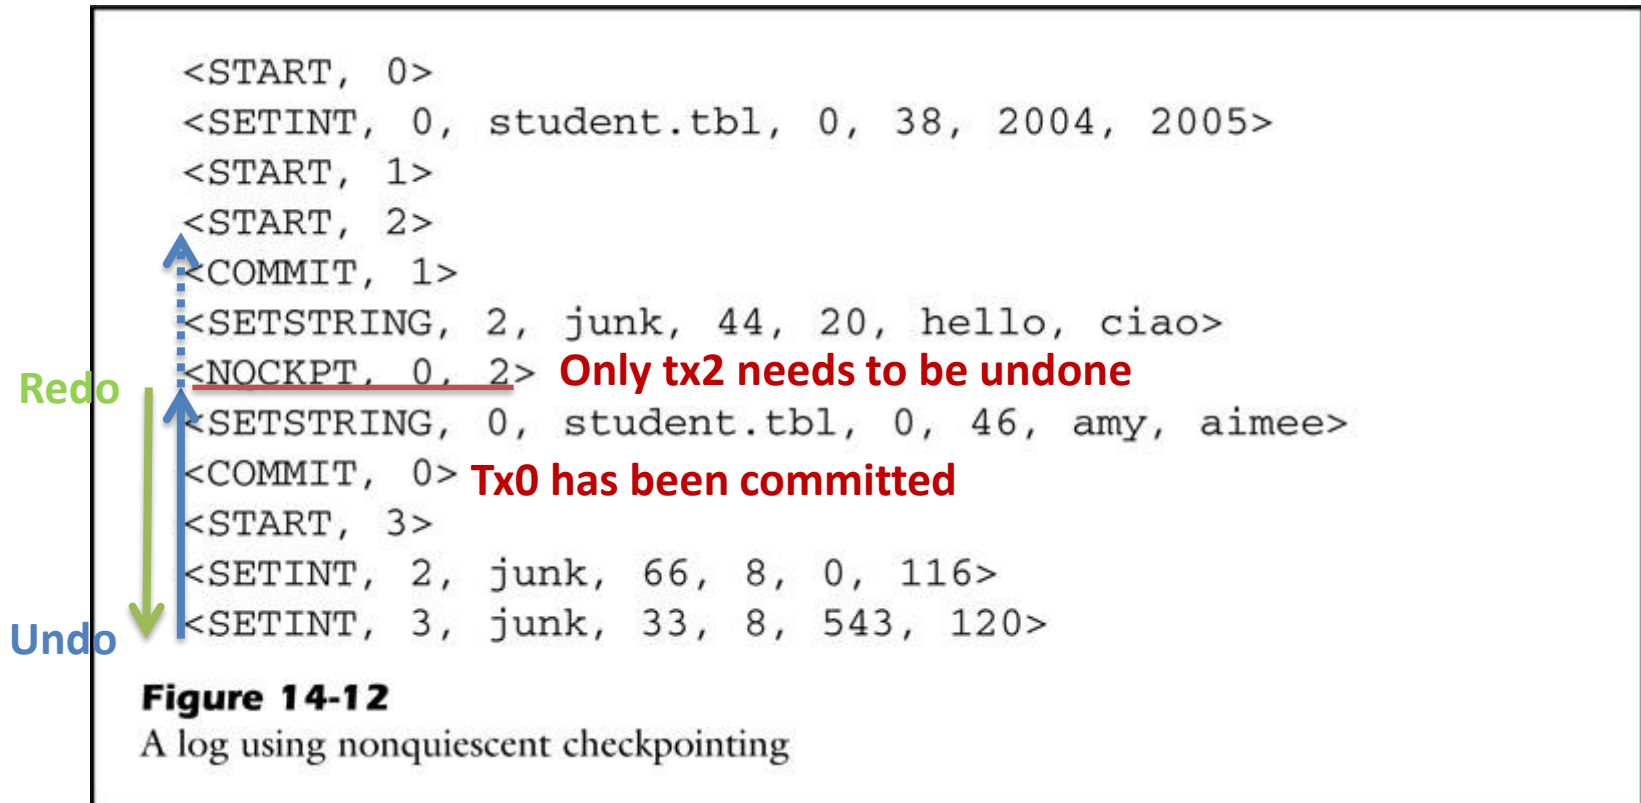 <START, 0>
<SETINT, 0, student.tbl, 0, 38, 2004, 2005>
<START, 1>
<START, 2>
<COMMIT, 1>
<SETSTRING, 2, junk, 44, 20, hello, ciao>
<NOCKPT, 0, 2> Only tx2 needs to be undone
Redo
<SETSTRING, 0, student.tbl, 0, 46, amy, aimee>
<COMMIT, 0> Tx0 has been committed
<START, 3>
<SETINT, 2, junk, 66, 8, 0, 116>
<SETINT, 3, junk, 33, 8, 543, 120>
Undo
Figure 14-12
A log using nonquiescent checkpointing